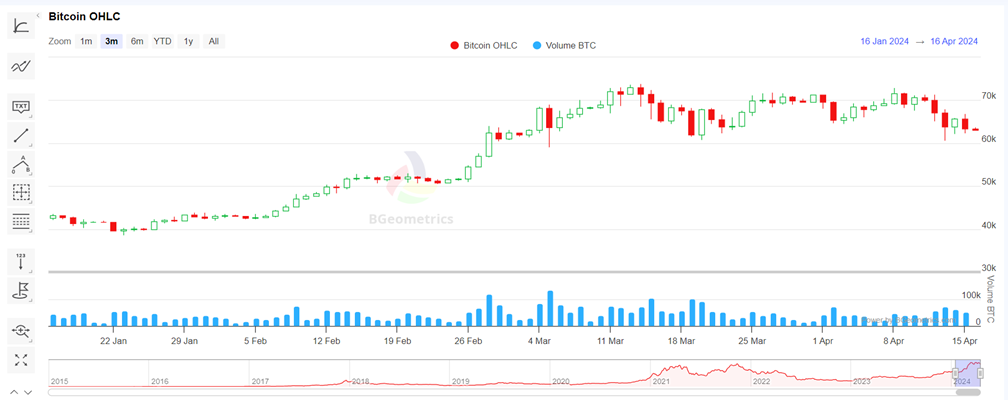 Bitcoin OHLC
Zoom 1m 3m 6m YTD 1y All
Bitcoin OHLC Volume BTC
16 Jan 2024 → 16 Apr 2024
TXT
A
B
123
70k
60k
50k
40k
30k
BGeometrics
100k
0
Volume BTC
22 Jan 29 Jan 5 Feb 12 Feb 19 Feb 26 Feb 4 Mar 11 Mar 18 Mar 25 Mar 1 Apr 8 Apr 15 Apr
2015 2016 2017 2018 2019 2020 2021 2022 2023 2024